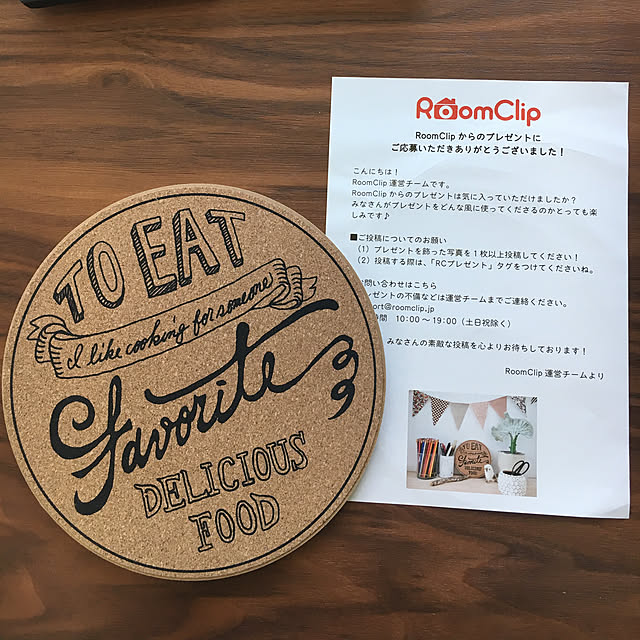 TO EAT
I like cooking for someone
Favorite
DELICIOUS
FOOD
RoomClip
RoomClip からのプレゼントに
ご応募いただきありがとうございました！
こんにちは！
RoomClip 運営チームです。
RoomClip からのプレゼントは気に入っていただけましたか？
みなさんがプレゼントをどんな風に使ってくださるのかとっても楽
しみです♪
■ご投稿についてのお願い
（1）プレゼントを飾った写真を1枚以上投稿してください！
（2）投稿する際は、「RCプレゼント」タグをつけてくださいね。
問い合わせはこちら
レゼントの不備などは運営チームまでご連絡ください。
ort@roomclip.jp
間 10:00～19:00（土日祝除く）
みなさんの素敵な投稿を心よりお待ちしております！
RoomClip 運営チームより
TO EAT
Favorite